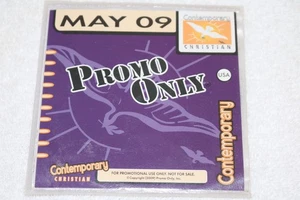 MAY 09
Contemporary
CHRISTIAN
PROMO
ONLY
USA
Contemporary
Contemporary
CHRISTIAN
FOR PROMOTIONAL USE ONLY. NOT FOR SALE.